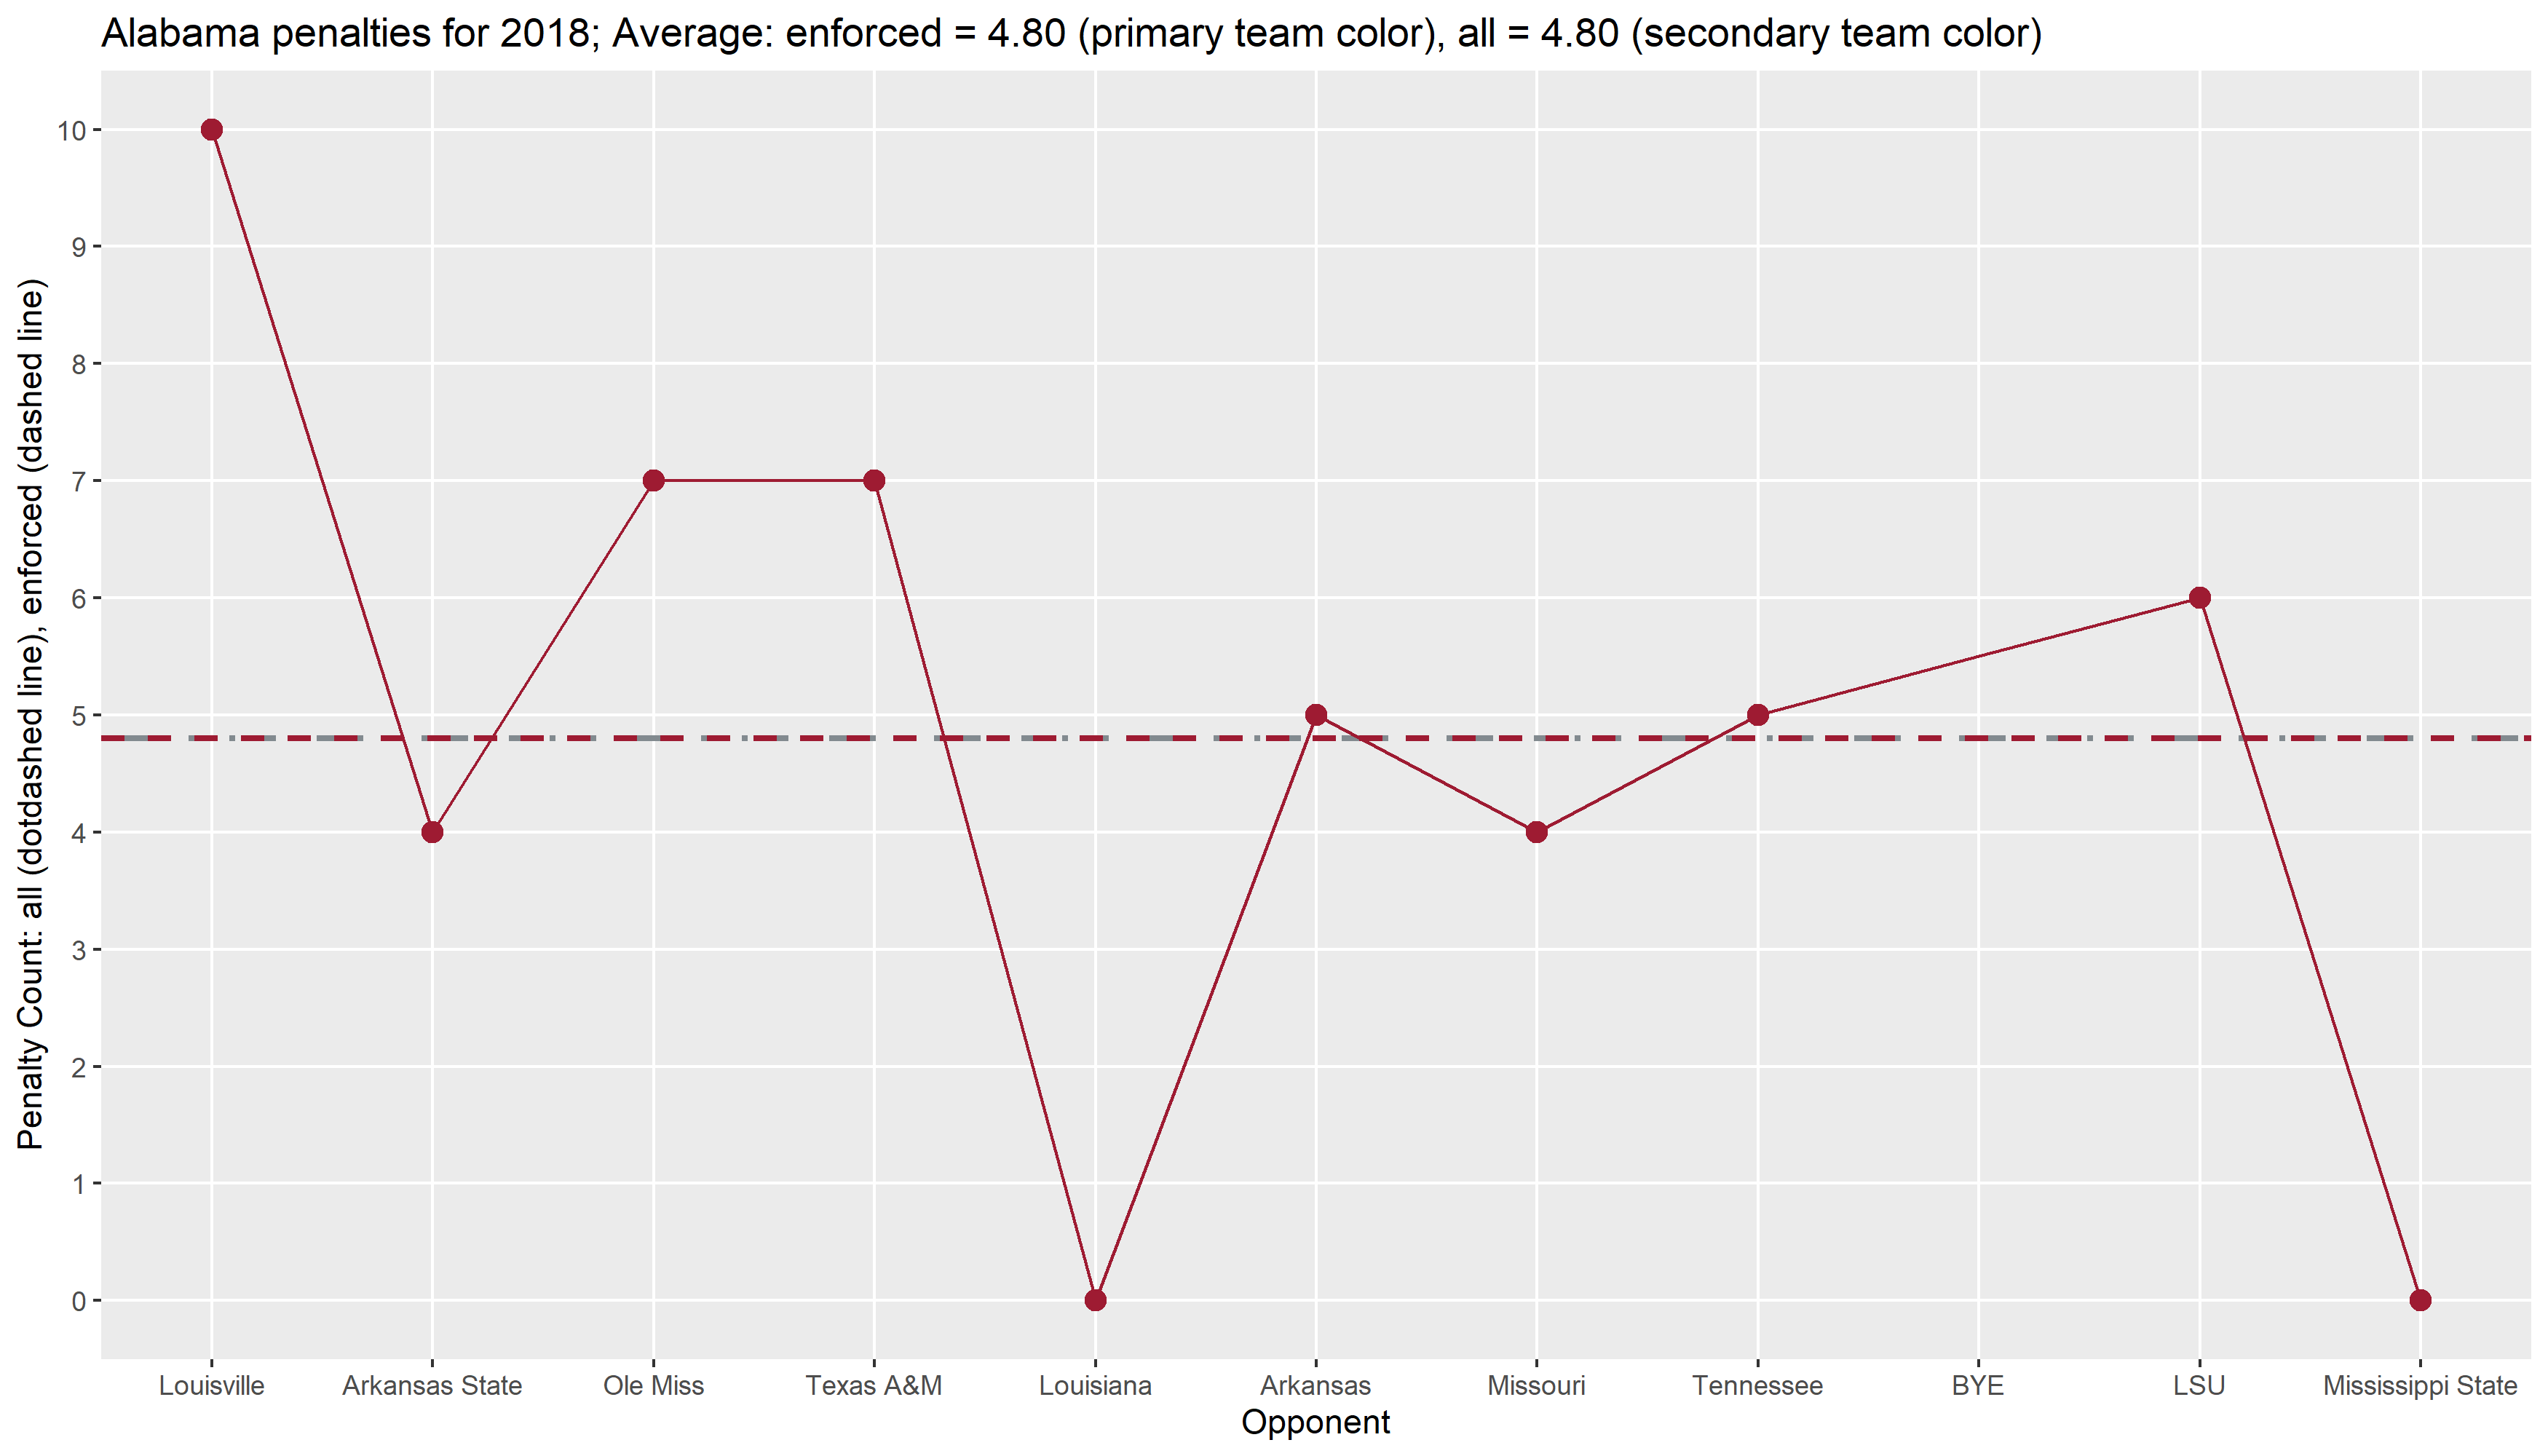 Alabama penalties for 2018; Average: enforced = 4.80 (primary team color), all = 4.80 (secondary team color)
Penalty Count: all (dotdashed line), enforced (dashed line)
10
9
8
7
6
5
4
3
2
1
0
Louisville Arkansas State Ole Miss Texas A&M Louisiana Arkansas Missouri Tennessee BYE LSU Mississippi State
Opponent